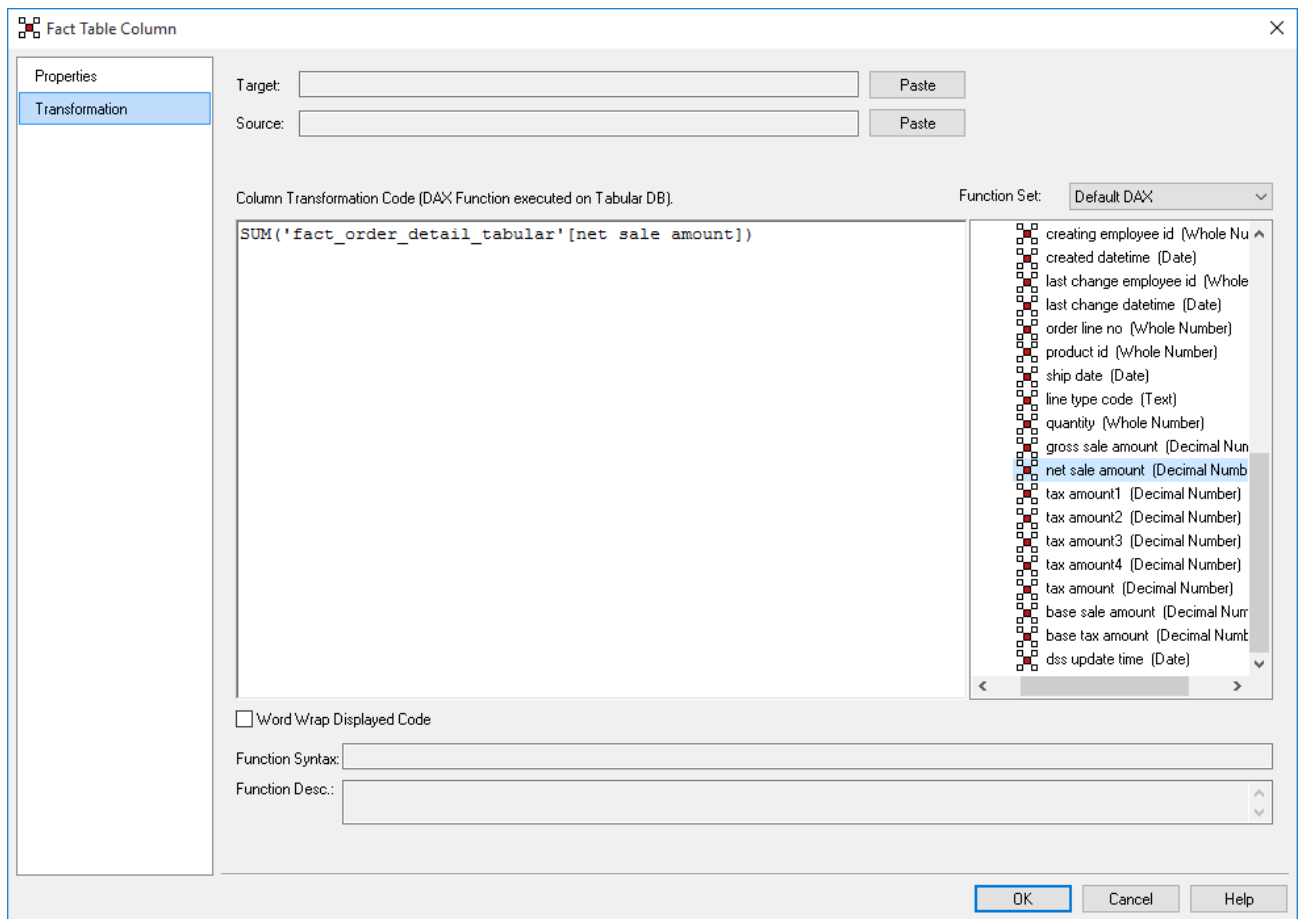 Fact Table Column
Properties
Transformation
Target:
Paste
Source:
Paste
Column Transformation Code (DAX Function executed on Tabular DB).
Function Set:
Default DAX
SUM('fact_order_detail_tabular'[net sale amount])
creating employee id (Whole Nu
created datetime (Date)
last change employee id (Whole
last change datetime (Date)
order line no (Whole Number)
product id (Whole Number)
ship date (Date)
line type code (Text)
quantity (Whole Number)
gross sale amount (Decimal Nun
net sale amount (Decimal Numb
tax amount1 (Decimal Number)
tax amount2 (Decimal Number)
tax amount3 (Decimal Number)
tax amount4 (Decimal Number)
tax amount (Decimal Number)
base sale amount (Decimal Num
base tax amount (Decimal Numb
dss update time (Date)
Word Wrap Displayed Code
Function Syntax:
Function Desc.:
OK
Cancel
Help